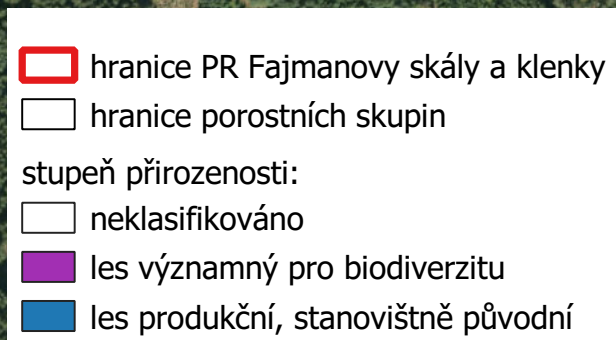 hranice PR Fajmanovy skály a klenky
hranice porostních skupin
stupeň přirozenosti:
neklasifikováno
les významný pro biodiverzitu
les produkční, stanovištně původní